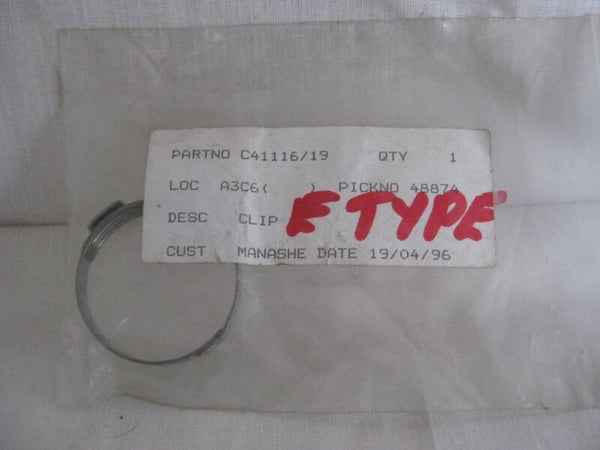 PARTNO C41116/19 QTY 1
LOC A3C6( ) PICKNO 48874
DESC CLIP E TYPE
CUST MANASHE DATE 19/04/96